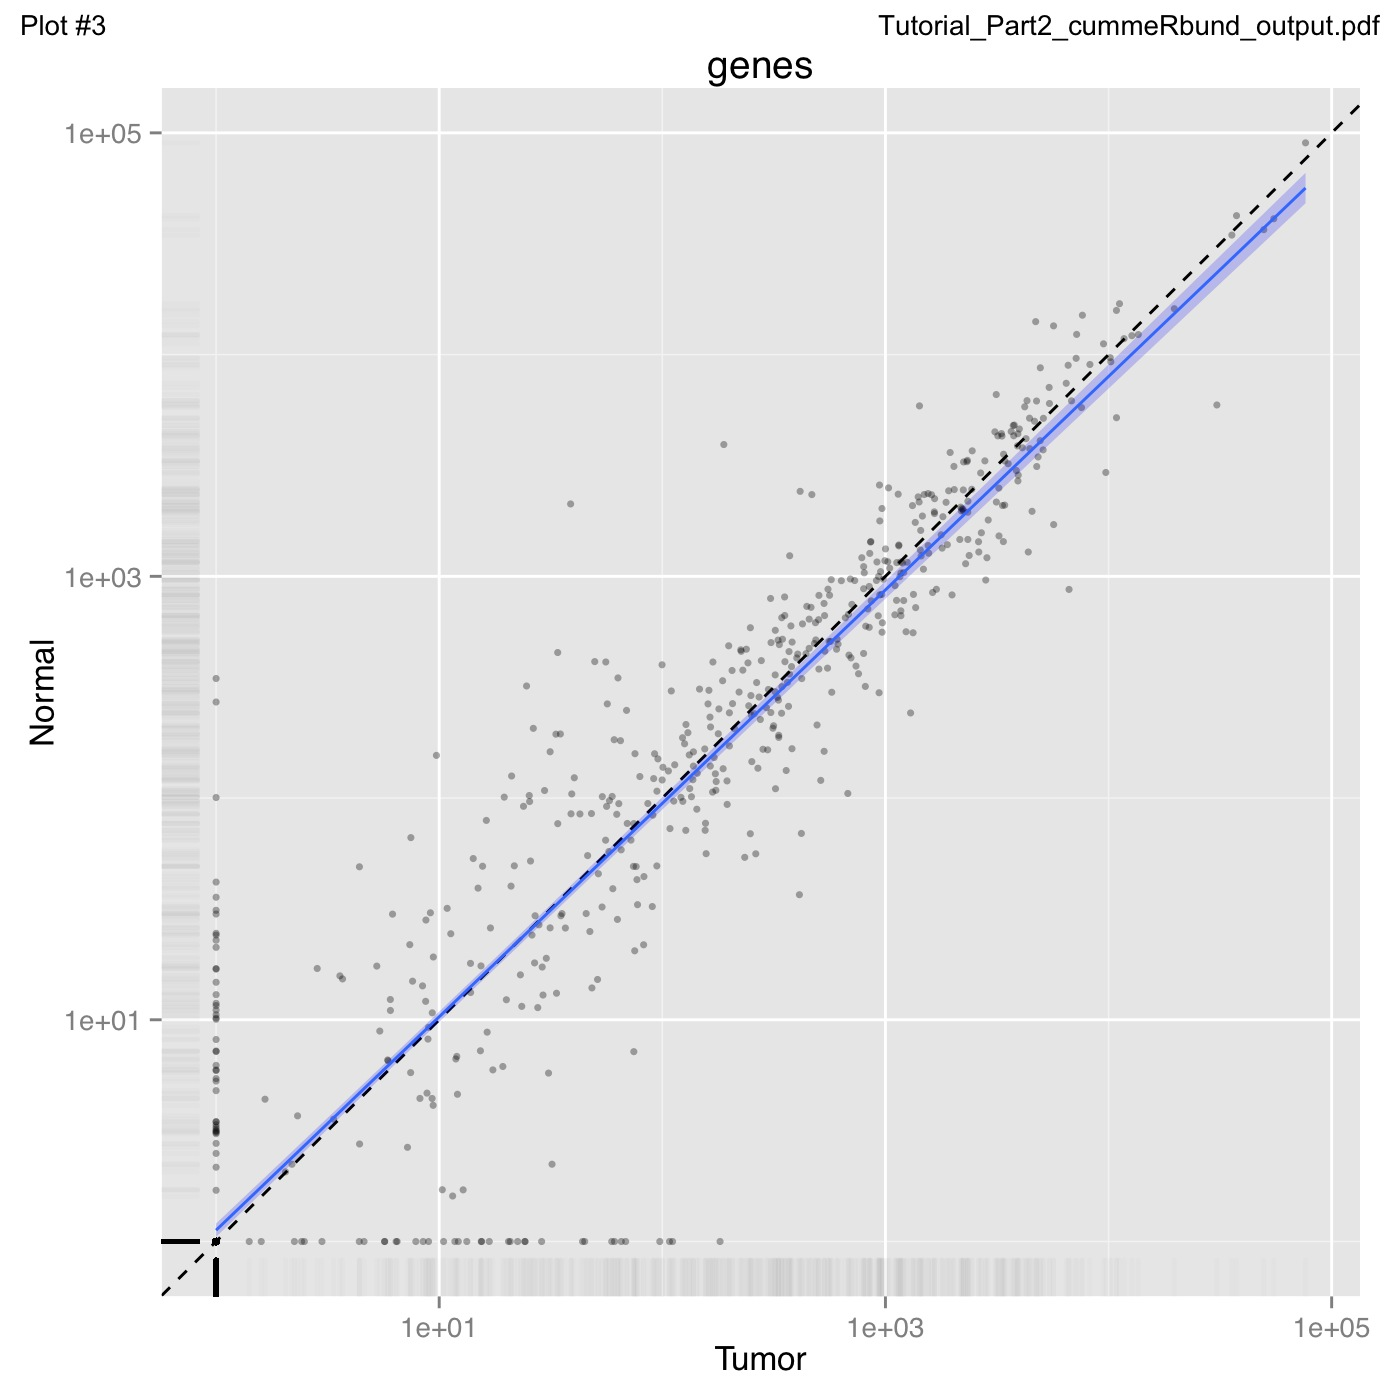 Plot #3
Tutorial_Part2_cummeRbund_output.pdf
genes
1e+05
1e+03
1e+01
Normal
1e+01
1e+03
1e+05
Tumor